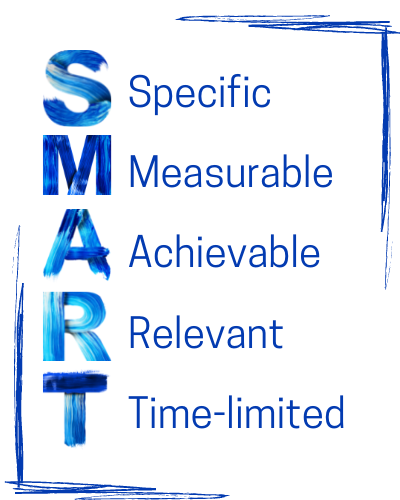 S Specific
M Measurable
A Achievable
R Relevant
T Time-limited